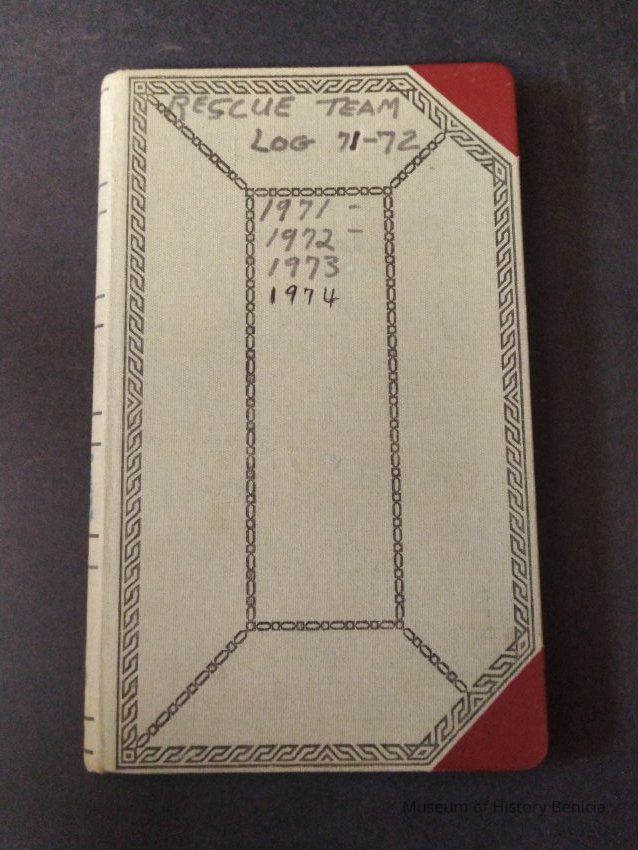 RESCUE TEAM
LOG 71-72
1971 -
1972 -
1973
1974
Museum of History Benicia